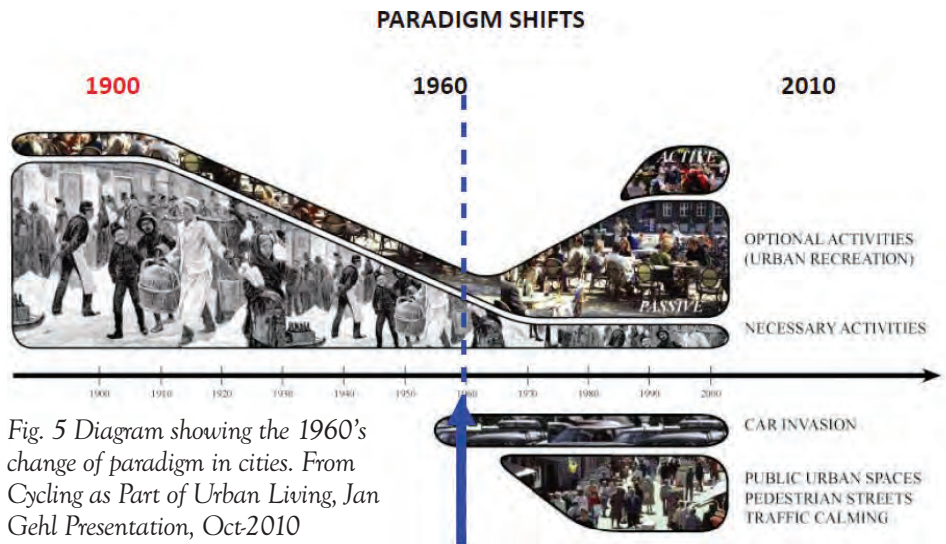 PARADIGM SHIFTS
1900
1960
2010
ACTIVE
OPTIONAL ACTIVITIES
(URBAN RECREATION)
PASSIVE
NECESSARY ACTIVITIES
1900 1910 1920 1930 1940 1950 1960 1970 1980 1990 2000
CAR INVASION
PUBLIC URBAN SPACES
PEDESTRIAN STREETS
TRAFFIC CALMING
Fig. 5 Diagram showing the 1960's
change of paradigm in cities. From
Cycling as Part of Urban Living, Jan
Gehl Presentation, Oct-2010